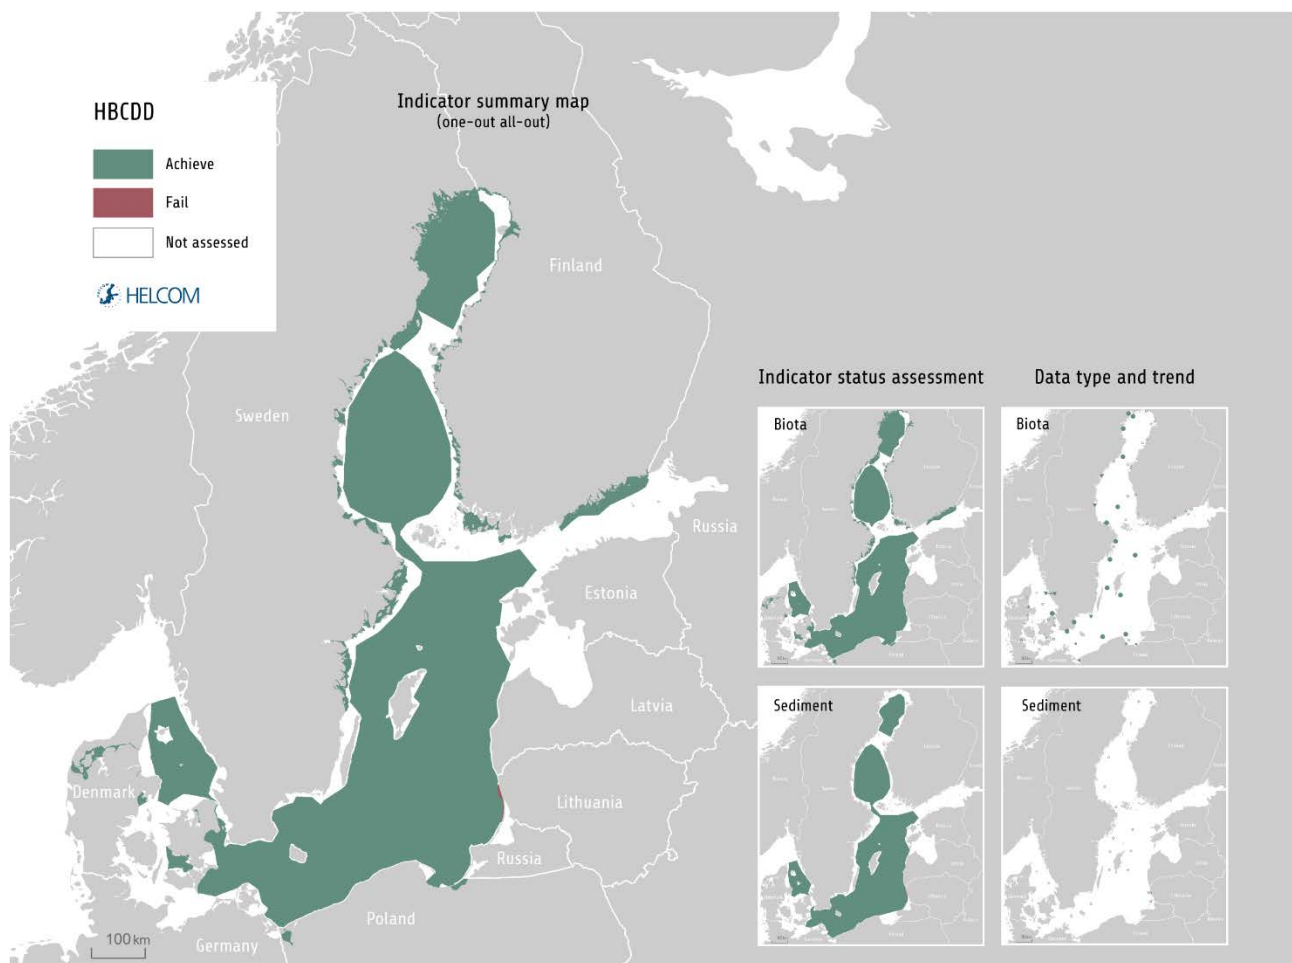 HBCDD
Achieve
Fail
Not assessed
HELCOM
Indicator summary map
(one-out all-out)
Finland
Sweden
Russia
Estonia
Latvia
Lithuania
Denmark
Russia
Poland
Germany
100 km
Indicator status assessment
Biota
Data type and trend
Biota
Sediment
Sediment